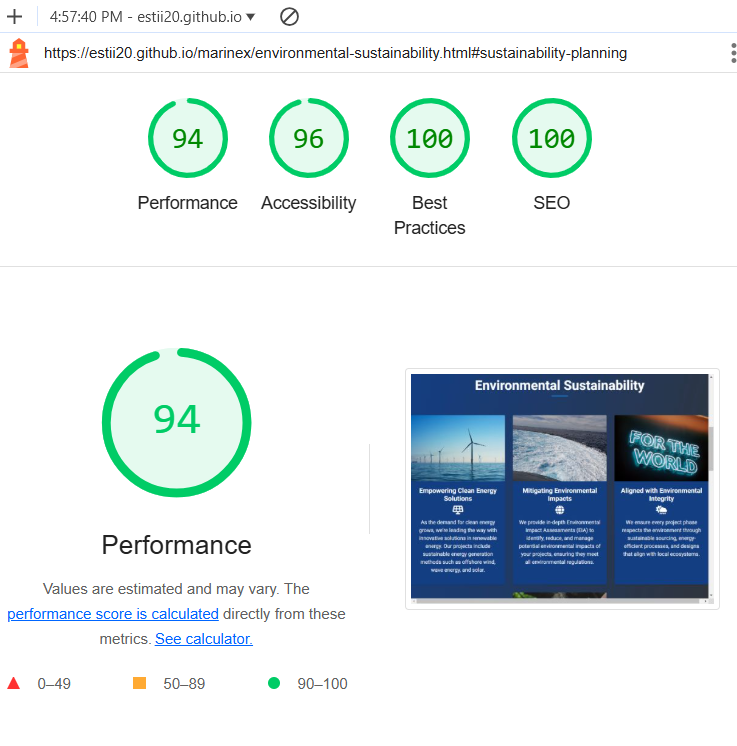 4:57:40 PM - estii20.github.io
https://estii20.github.io/marinex/environmental-sustainability.html#sustainability-planning
94
96
100
100
Performance
Accessibility
Best
Practices
SEO
94
Performance
Values are estimated and may vary. The
performance score is calculated directly from these
metrics. See calculator.
0–49
50–89
90–100
Environmental Sustainability
FOR THE
WORLD
Empowering Clean Energy
Solutions
As the demand for clean energy
grows, we're leading the way with
innovative solutions in renewable
energy. Our projects include
sustainable energy generation
methods such as offshore wind,
wave energy, and solar.
Mitigating Environmental
Impacts
We provide in-depth Environmental
Impact Assessments (EIA) to
identify, reduce, and manage
potential environmental impacts of
your projects, ensuring they meet
all environmental regulations.
Aligned with Environmental
Integrity
We ensure every project phase
respects the environment through
sustainable sourcing, energy-
efficient processes, and designs
that align with local ecosystems.